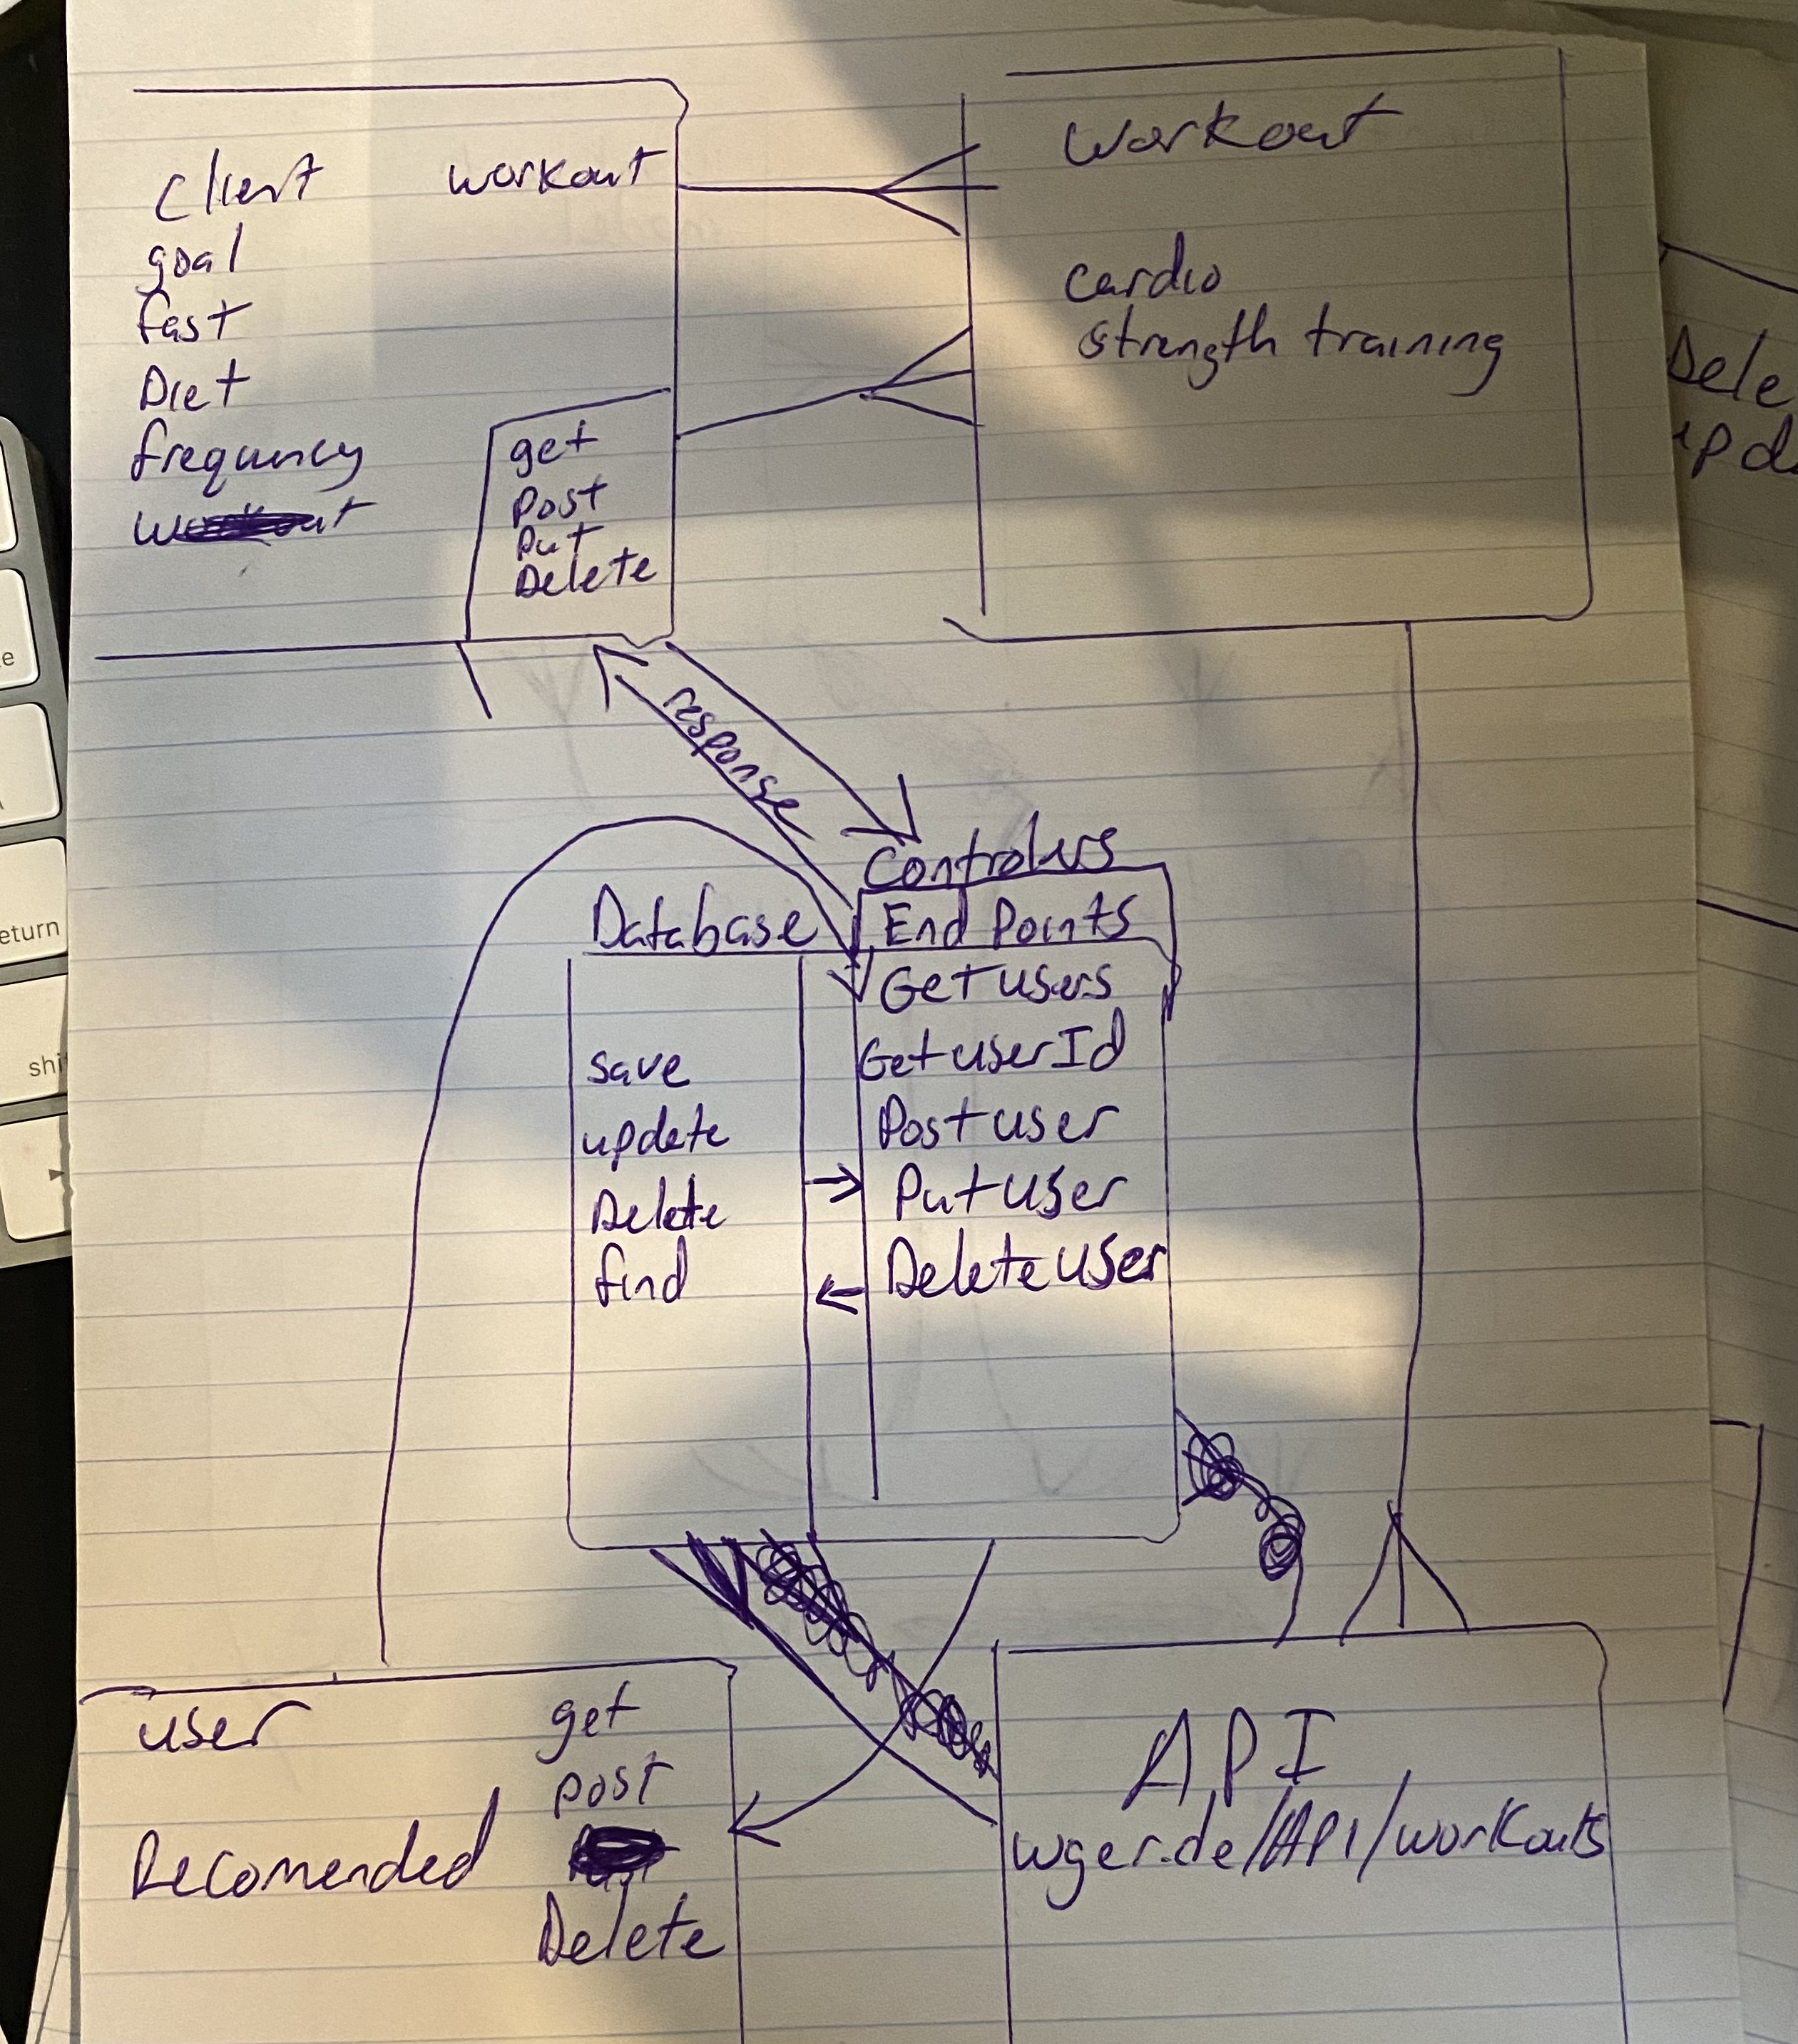 Client workout
goal
fast
Diet
frequency
get
post
put
Delete
Workout
cardio
strength training
Dele
upd
response
Controlers
Database
End Points
Get users
Get user Id
Post user
Put user
Delete user
save
update
Delete
find
user
Recomended
get
post
Delete
API
wger.de/API/workouts
e
eturn
shi